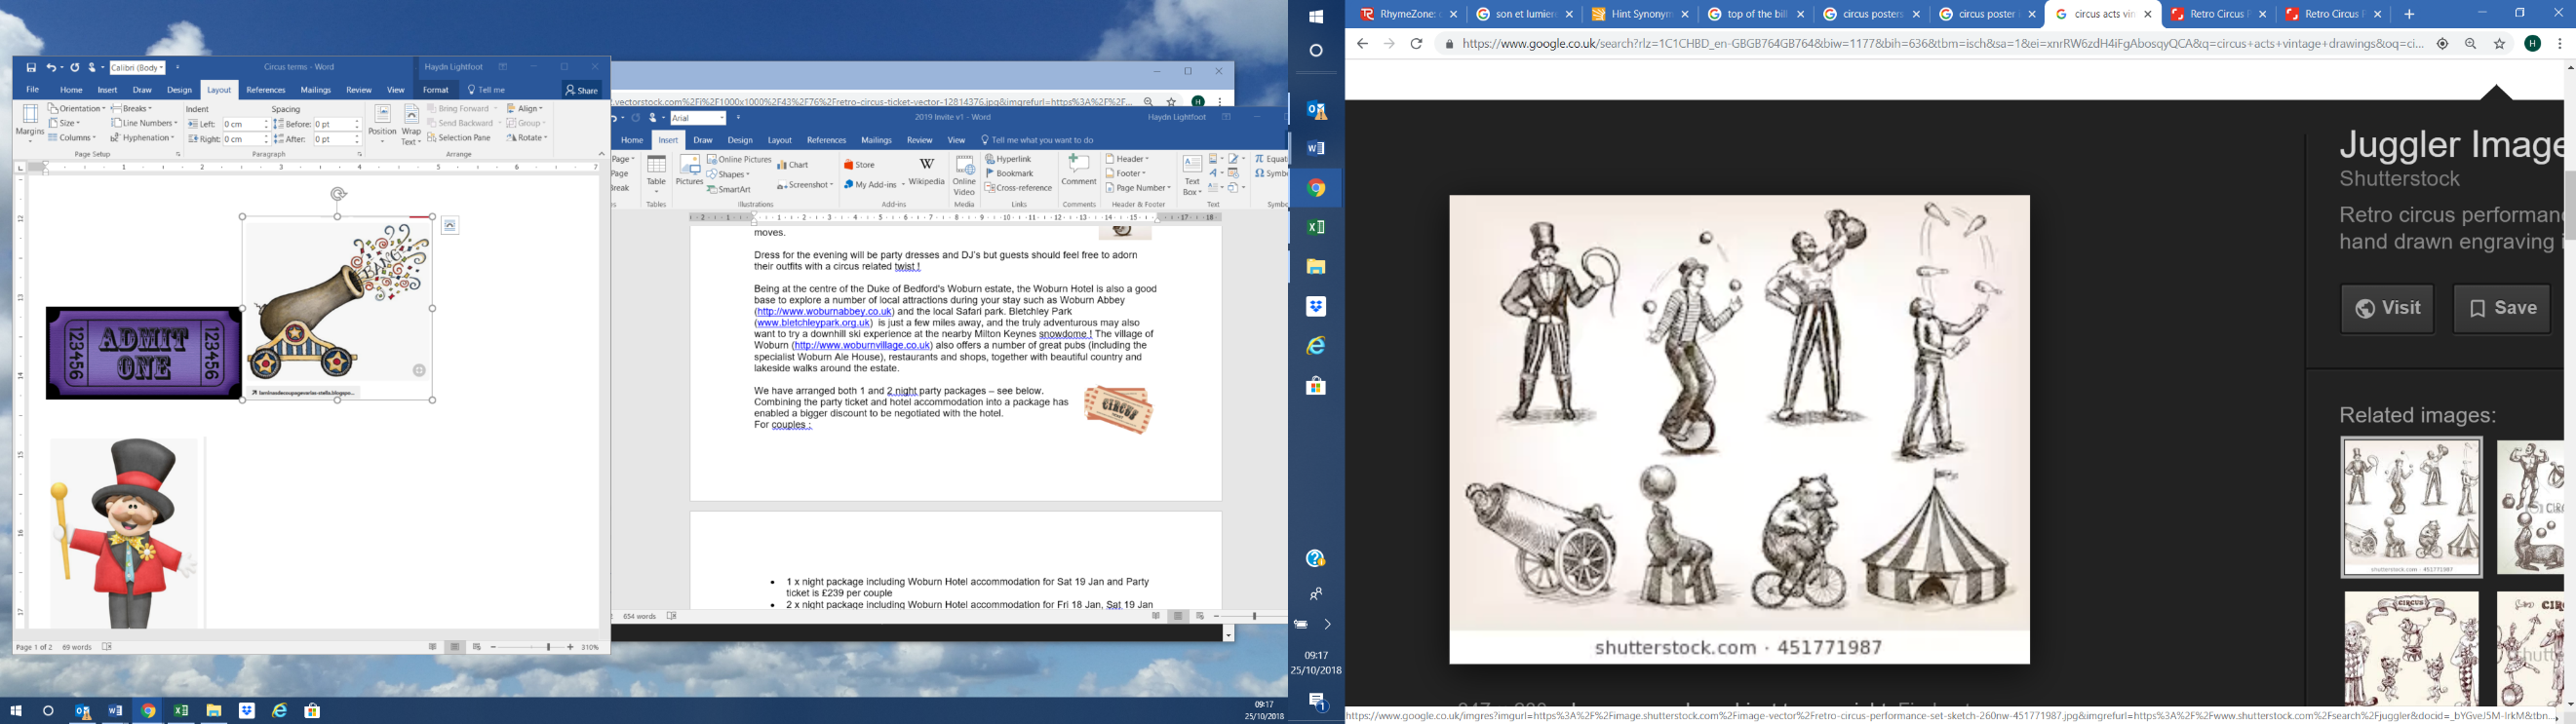 Calibri (Body
Circus terms - Word
Haydn Lightfoot
File Home Insert Draw Design Layout References Mailings Review View Format Tell me Share
Margins
Orientation
Size
Columns
Breaks
Line Numbers
Hyphenation
Page Setup
Indent
Left: 0 cm
Right: 0 cm
Spacing
Before: 0 pt
After: 0 pt
Paragraph
Position
Wrap Text
Bring Forward
Send Backward
Selection Pane
Align
Group
Rotate
Arrange
123456
ADMIT
ONE
123456
BANG
Page 1 of 2 69 words
310%
Arial
2019 Invite v1 - Word
Haydn Lightfoot
Home Insert Draw Design Layout References Mailings Review View Tell me what you want to do
Table
Tables
Pictures
Online Pictures
Shapes
SmartArt
Chart
Screenshot
Illustrations
Store
My Add-ins
Wikipedia
Add-ins
Online Video
Media
Hyperlink
Bookmark
Cross-reference
Links
Comment
Comments
Header
Footer
Page Number
Header & Footer
Text Box
Text
moves.
Dress for the evening will be party dresses and DJ's but guests should feel free to adorn
their outfits with a circus related twist !
Being at the centre of the Duke of Bedford's Woburn estate, the Woburn Hotel is also a good
base to explore a number of local attractions during your stay such as Woburn Abbey
(http://www.woburnabbey.co.uk) and the local Safari park. Bletchley Park
(www.bletchleypark.org.uk) is just a few miles away, and the truly adventurous may also
want to try a downhill ski experience at the nearby Milton Keynes snowdome ! The village of
Woburn (http://www.woburnvillage.co.uk) also offers a number of great pubs (including the
specialist Woburn Ale House), restaurants and shops, together with beautiful country and
lakeside walks around the estate.
We have arranged both 1 and 2 night party packages – see below.
Combining the party ticket and hotel accommodation into a package has
enabled a bigger discount to be negotiated with the hotel.
For couples :
CIRCUS
• 1 x night package including Woburn Hotel accommodation for Sat 19 Jan and Party
ticket is £239 per couple
• 2 x night package including Woburn Hotel accommodation for Fri 18 Jan, Sat 19 Jan
654 words
09:17
25/10/2018
09:17
25/10/2018
RhymeZone:
son et lumier
Hint Synonym
top of the bill
circus posters
circus poster
circus acts vin
Retro Circus
Retro Circus
https://www.google.co.uk/search?rlz=1C1CHBD_en-GBGB764GB764&biw=1177&bih=636&tbm=isch&sa=1&ei=xnrRW6zdH4iFgAbosqyQCA&q=circus+acts+vintage+drawings&oq=ci...
shutterstock.com · 451771987
Juggler Image
Shutterstock
Retro circus performan
hand drawn engraving
Visit
Save
Related images:
shutterstock.com · 451771987
CIRCUS